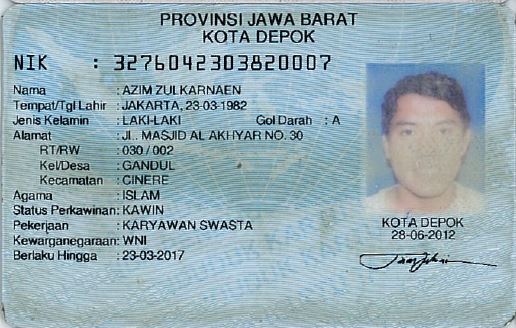 PROVINSI JAWA BARAT
KOTA DEPOK
NIK : 3276042303820007
Nama : AZIM ZULKARNAEN
Tempat/Tgl Lahir : JAKARTA, 23-03-1982
Jenis Kelamin : LAKI-LAKI Gol Darah : A
Alamat : JL. MASJID AL AKHYAR NO. 30
RT/RW : 030 / 002
Kel/Desa : GANDUL
Kecamatan : CINERE
Agama : ISLAM
Status Perkawinan: KAWIN
Pekerjaan : KARYAWAN SWASTA
Kewarganegaraan: WNI
Berlaku Hingga : 23-03-2017
KOTA DEPOK
28-06-2012